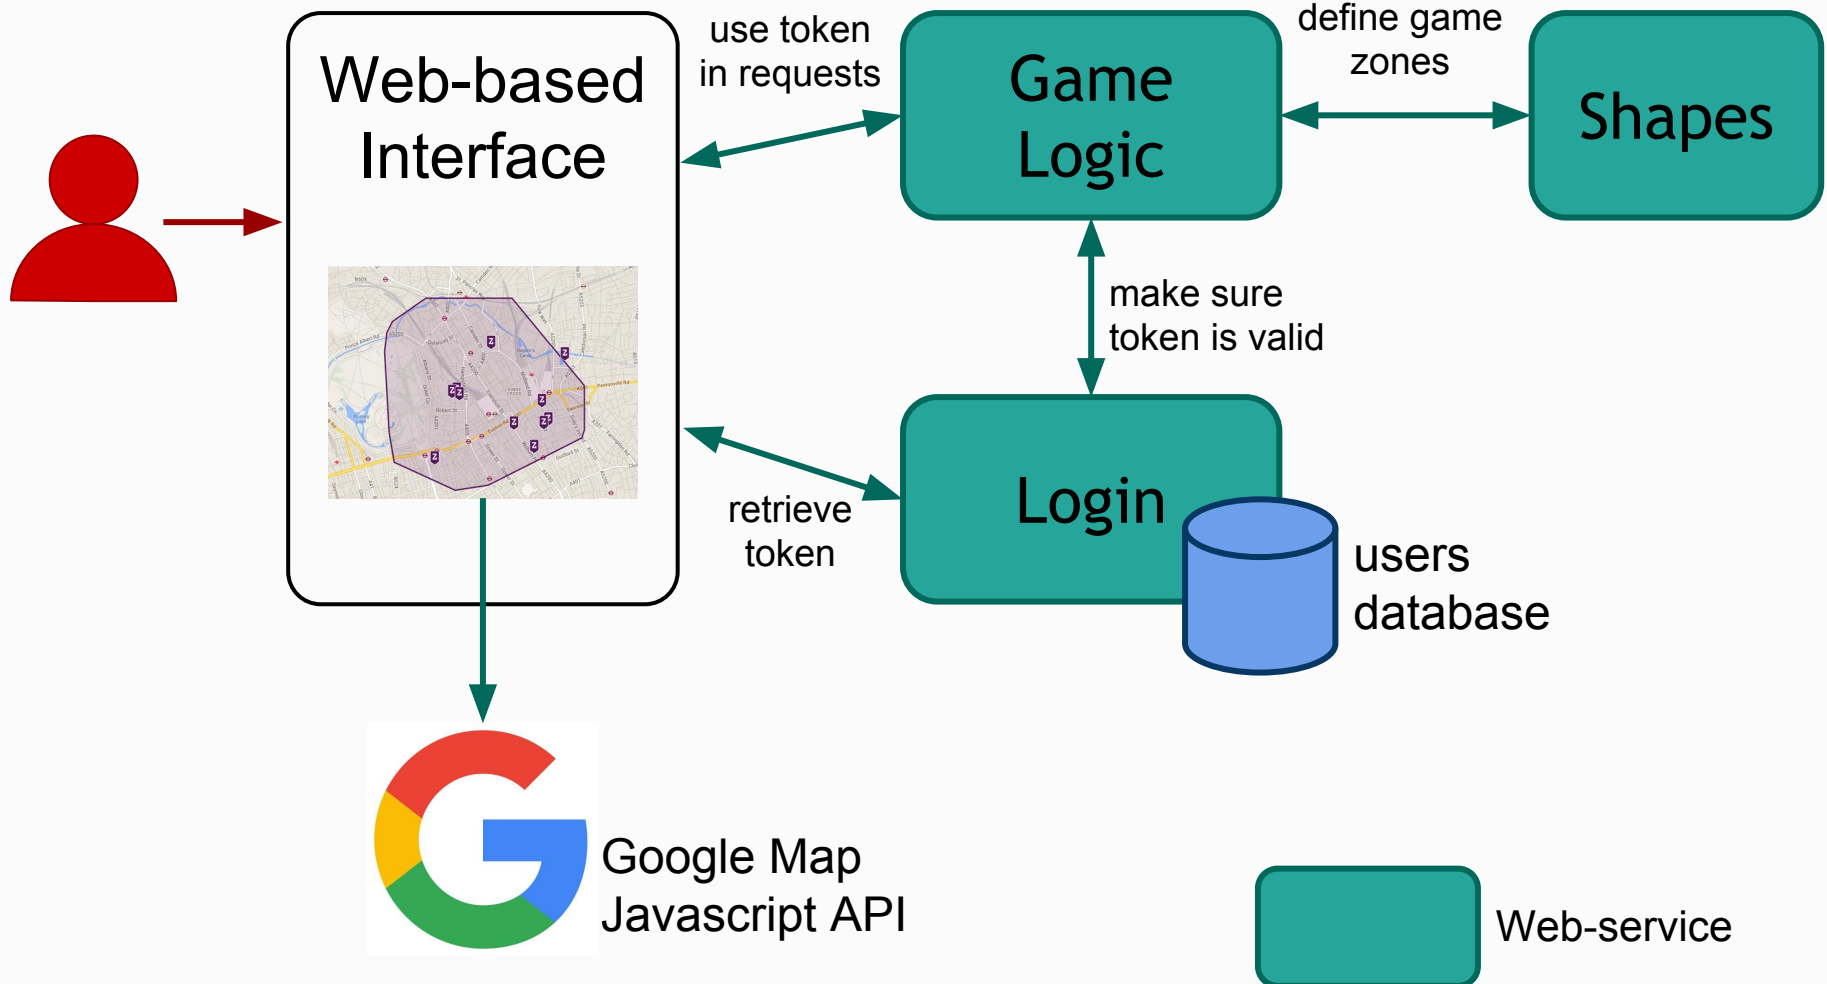 Web-based
Interface
use token
in requests
Game
Logic
define game
zones
Shapes
make sure
token is valid
retrieve
token
Login
users
database
Google Map
Javascript API
Web-service